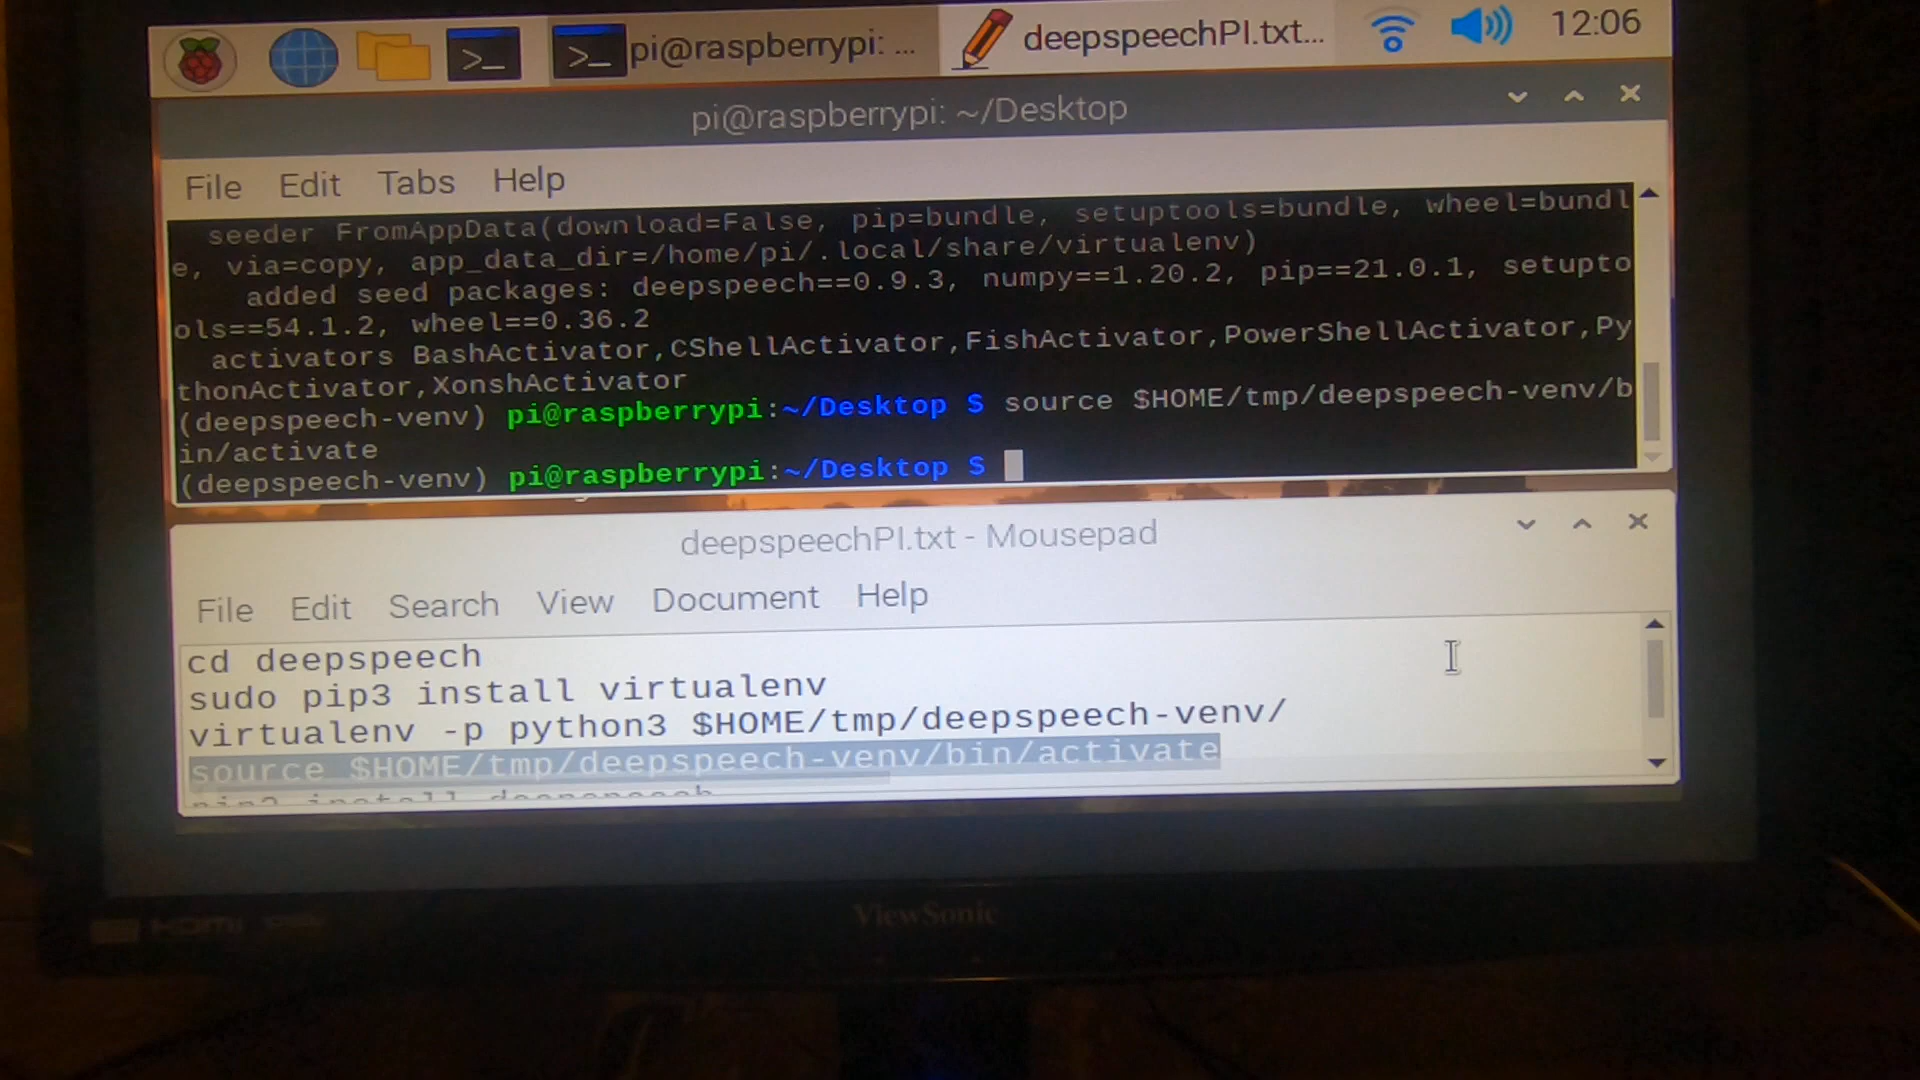 pi@raspberrypi: ...
deepspeechPI.txt...
12:06
pi@raspberrypi: ~/Desktop
File Edit Tabs Help
seeder FromAppData(download=False, pip=bundle, setuptools=bundle, wheel=bundl
e, via=copy, app_data_dir=/home/pi/.local/share/virtualenv)
added seed packages: deepspeech==0.9.3, numpy==1.20.2, pip==21.0.1, setupto
ols==54.1.2, wheel==0.36.2
activators BashActivator,CShellActivator,FishActivator,PowerShellActivator,Py
thonActivator,XonshActivator
(deepspeech-venv) pi@raspberrypi:~/Desktop $ source $HOME/tmp/deepspeech-venv/b
in/activate
(deepspeech-venv) pi@raspberrypi:~/Desktop $
deepspeechPI.txt - Mousepad
File Edit Search View Document Help
cd deepspeech
sudo pip3 install virtualenv
virtualenv -p python3 $HOME/tmp/deepspeech-venv/
source $HOME/tmp/deepspeech-venv/bin/activate
pip3 install deepspeech
HDMI
ViewSonic